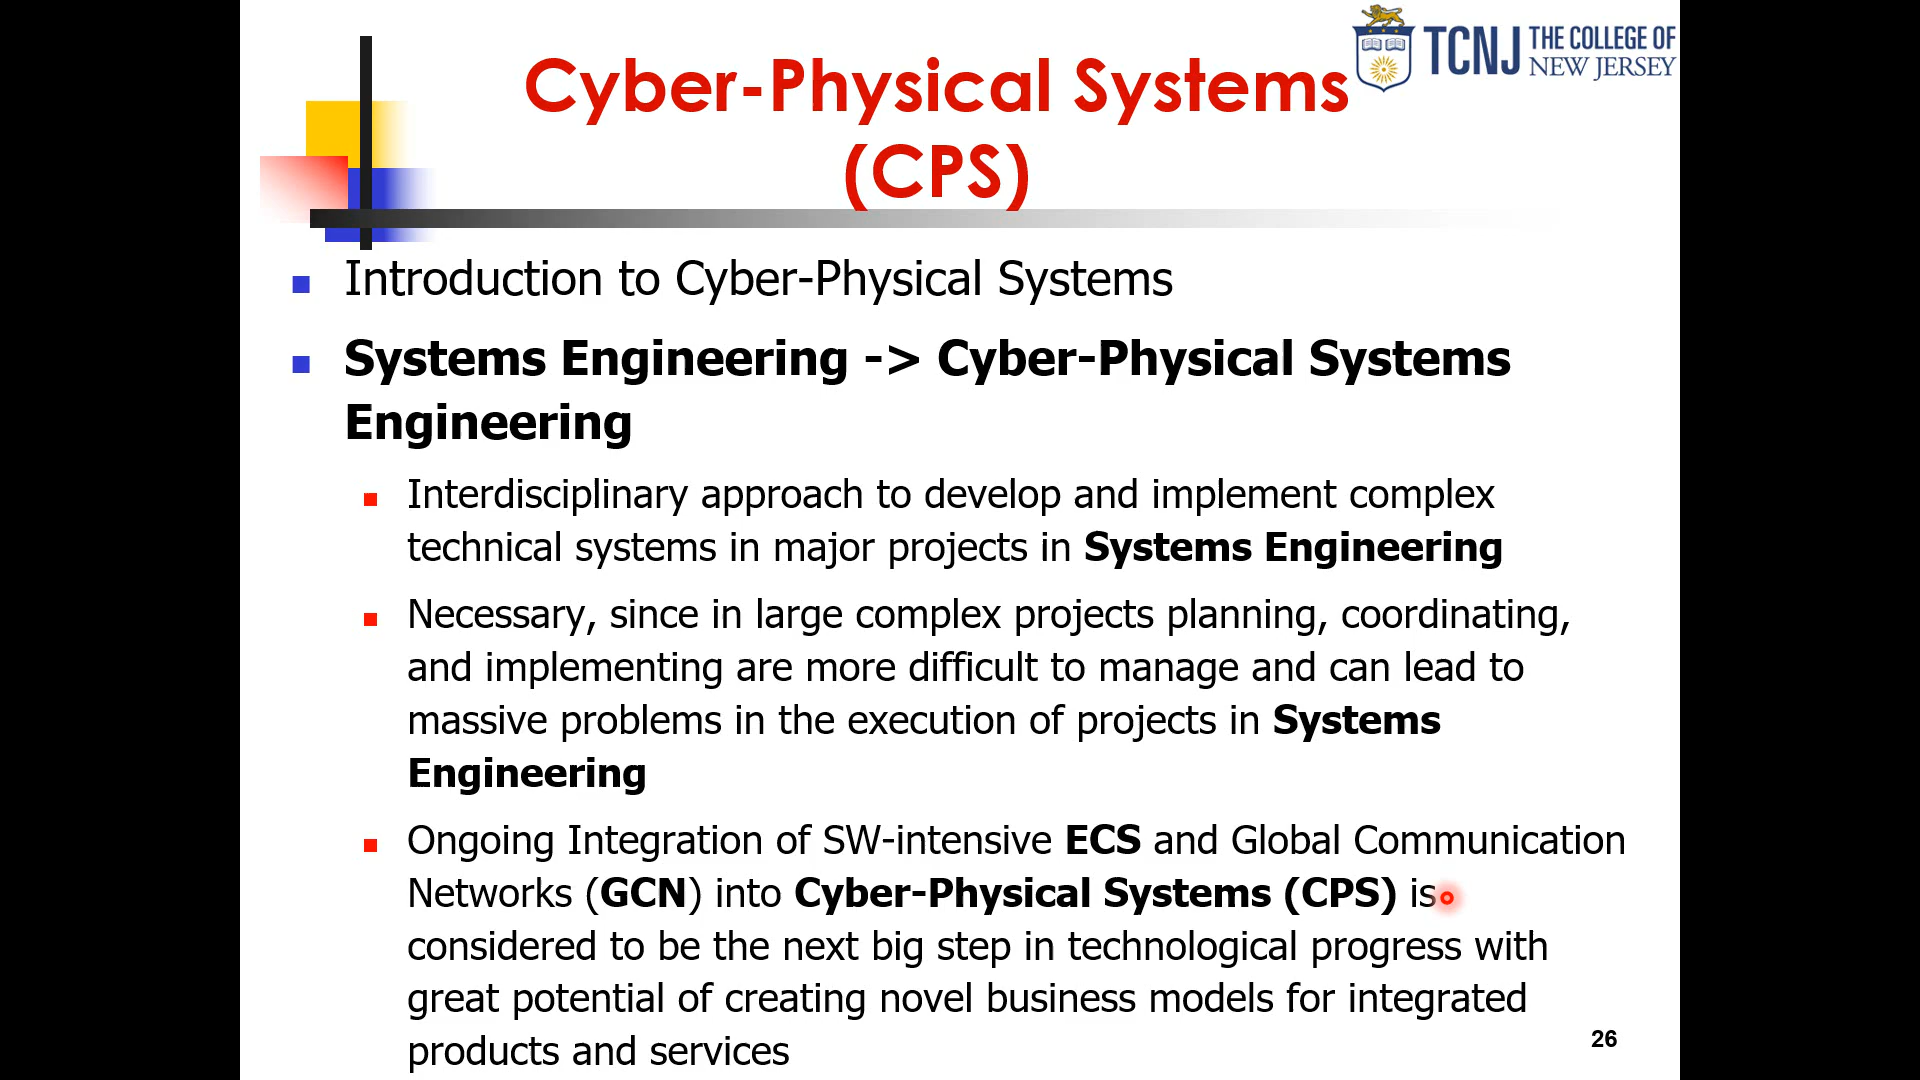 TCNJ THE COLLEGE OF
NEW JERSEY
Cyber-Physical Systems
(CPS)
Introduction to Cyber-Physical Systems
Systems Engineering -> Cyber-Physical Systems
Engineering
Interdisciplinary approach to develop and implement complex
technical systems in major projects in Systems Engineering
Necessary, since in large complex projects planning, coordinating,
and implementing are more difficult to manage and can lead to
massive problems in the execution of projects in Systems
Engineering
Ongoing Integration of SW-intensive ECS and Global Communication
Networks (GCN) into Cyber-Physical Systems (CPS) is
considered to be the next big step in technological progress with
great potential of creating novel business models for integrated
products and services
26